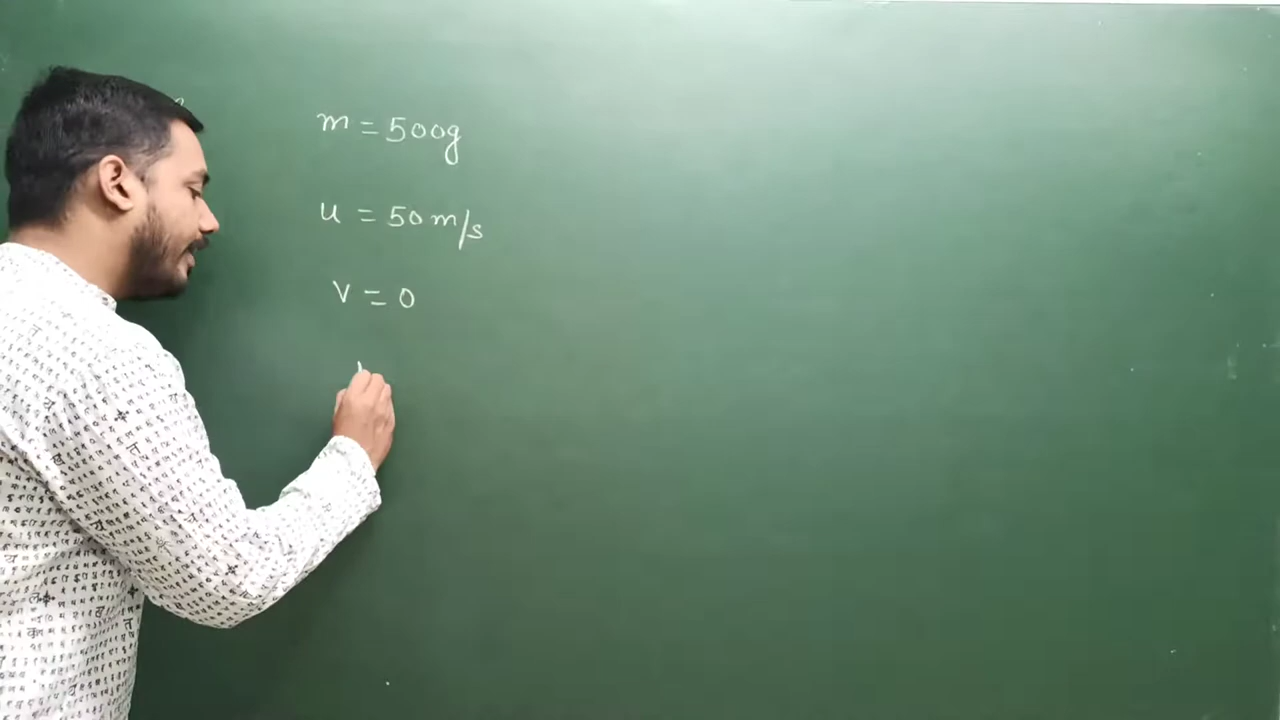 m = 500g
u = 50 m/s
v = 0